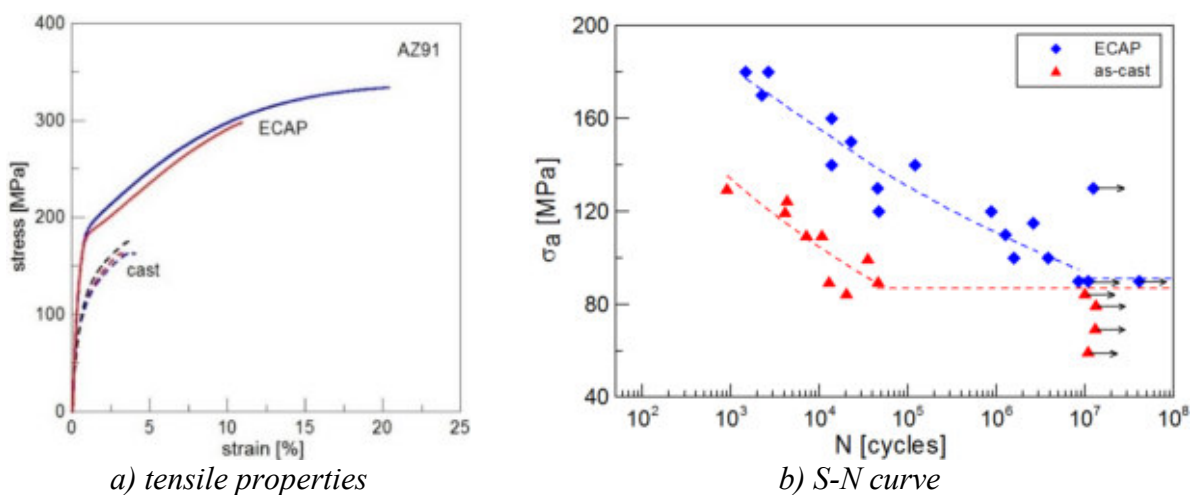 400
300
200
100
0
stress [MPa]
AZ91
ECAP
cast
0 5 10 15 20 25
strain [%]
a) tensile properties
200
160
120
80
40
σa [MPa]
ECAP
as-cast
10² 10³ 10⁴ 10⁵ 10⁶ 10⁷ 10⁸
N [cycles]
b) S-N curve